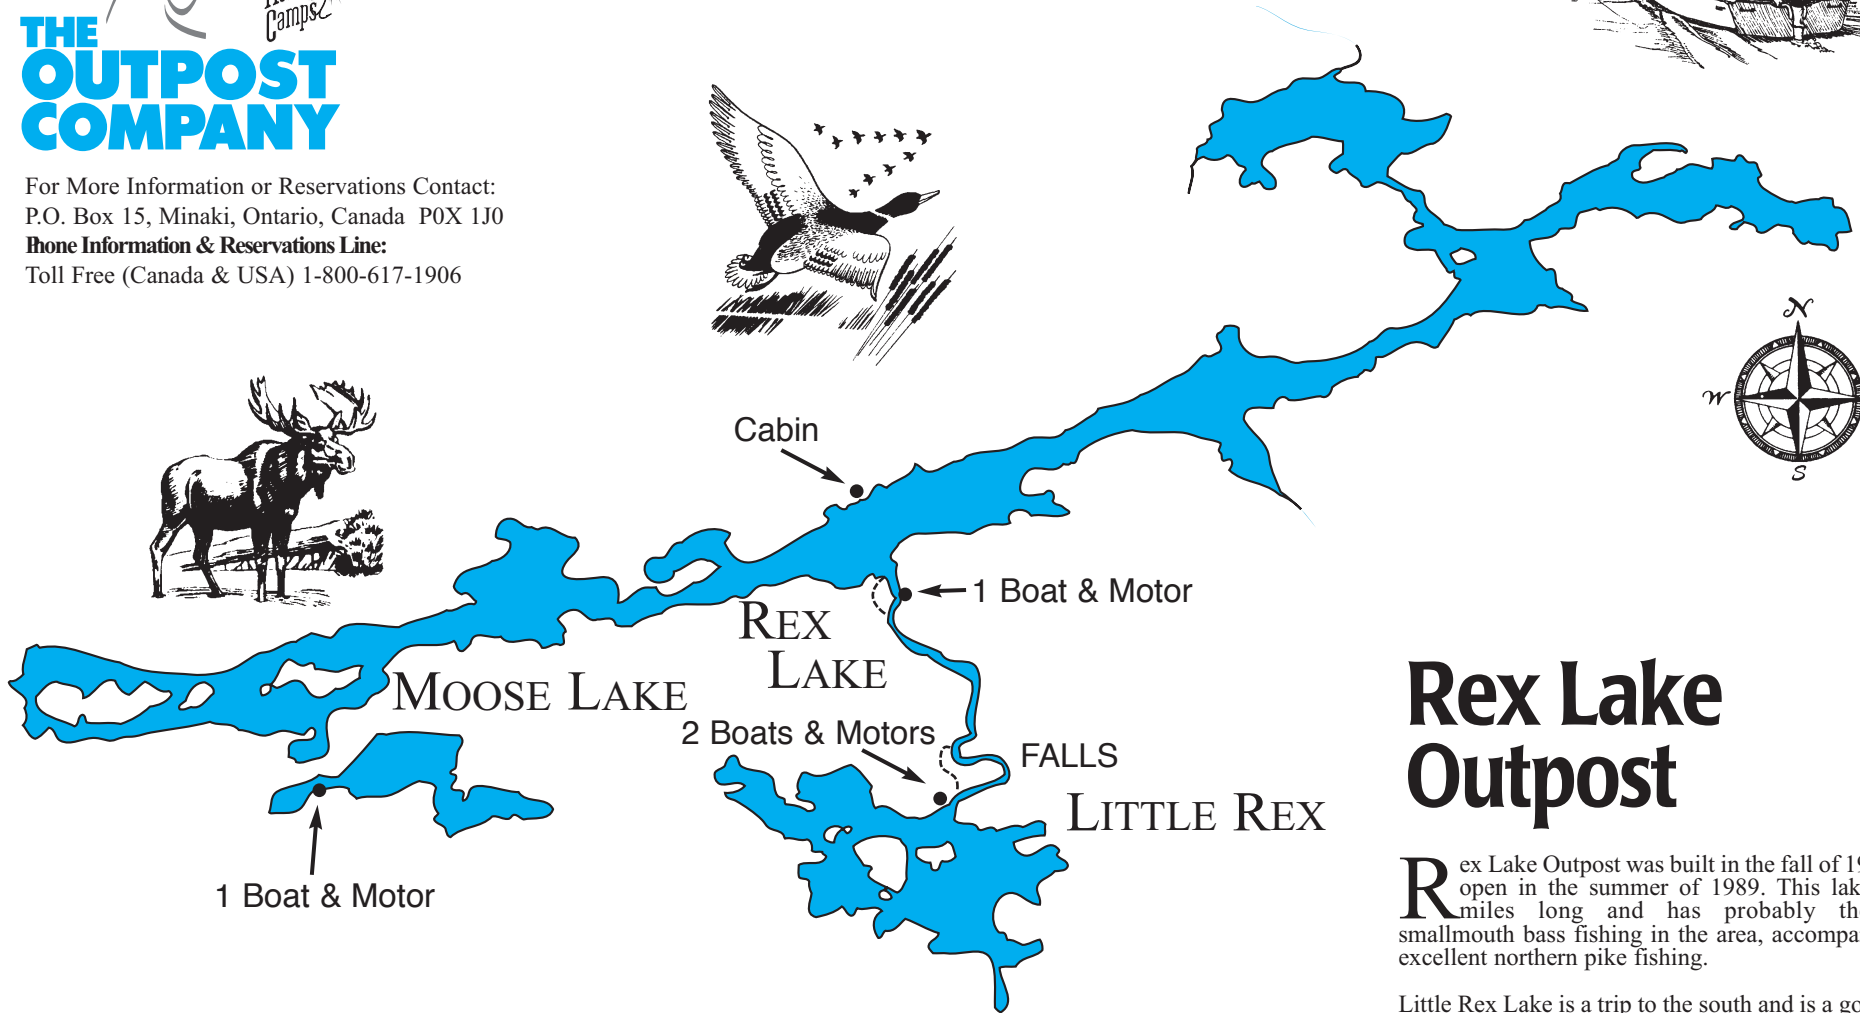 Camps
THE
OUTPOST
COMPANY
For More Information or Reservations Contact:
P.O. Box 15, Minaki, Ontario, Canada P0X 1J0
Phone Information & Reservations Line:
Toll Free (Canada & USA) 1-800-617-1906
N
W
S
Cabin
1 Boat & Motor
REX
LAKE
MOOSE LAKE
2 Boats & Motors
FALLS
LITTLE REX
1 Boat & Motor
Rex Lake
Outpost
Rex Lake Outpost was built in the fall of
open in the summer of 1989. This
miles long and has probably
smallmouth bass fishing in the area,
excellent northern pike fishing.
Little Rex Lake is a trip to the south and is a